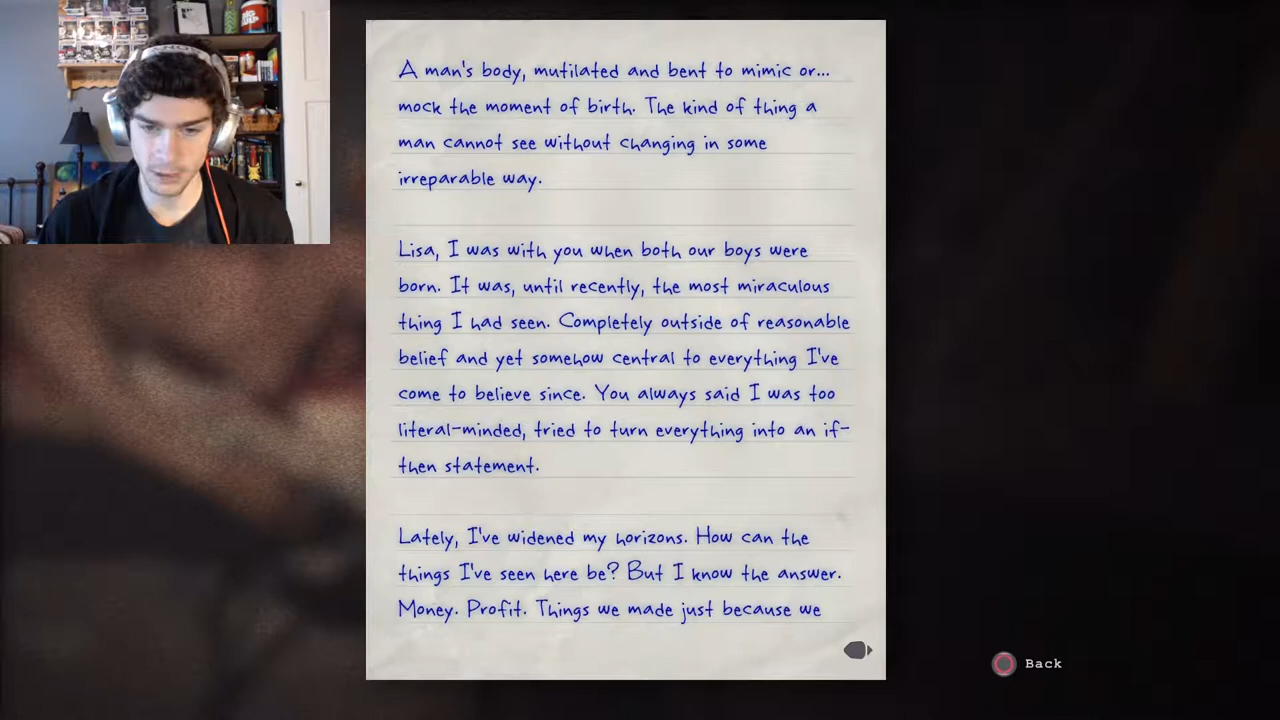 A man's body, mutilated and bent to mimic or...
mock the moment of birth. The kind of thing a
man cannot see without changing in some
irreparable way.
Lisa, I was with you when both our boys were
born. It was, until recently, the most miraculous
thing I had seen. Completely outside of reasonable
belief and yet somehow central to everything I've
come to believe since. You always said I was too
literal-minded, tried to turn everything into an if-
then statement.
Lately, I've widened my horizons. How can the
things I've seen here be? But I know the answer.
Money. Profit. Things we made just because we
Back